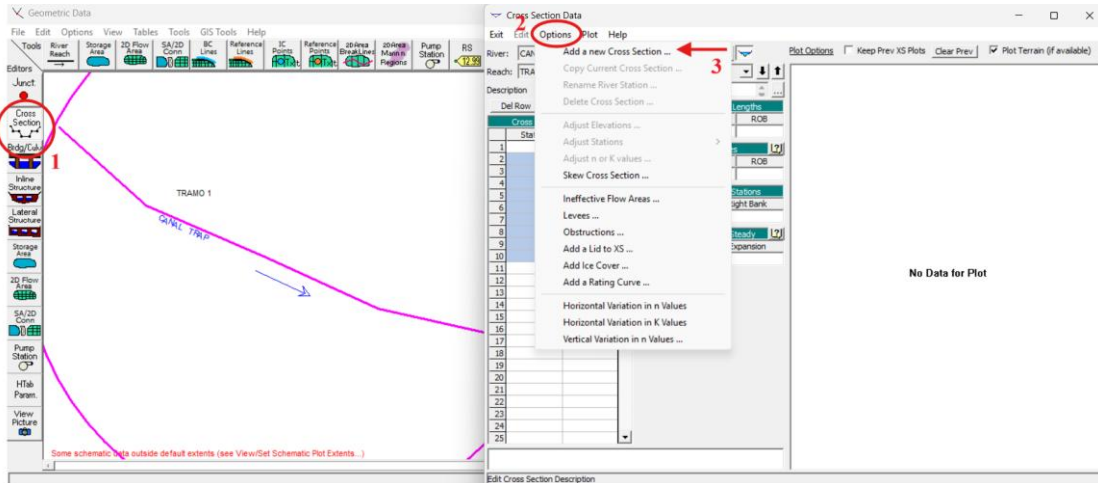 Geometric Data
File Edit Options View Tables Tools GIS Tools Help
Tools River Reach Storage Area 2D Flow Area SA/2D Conn BC Lines Reference Lines IC Points Reference Points 2D Area BreakLines 2D Area Mann n Regions Pump Station RS
Editors
Junct.
Cross Section
1
Brdg/Culv
Inline Structure
Lateral Structure
Storage Area
2D Flow Area
SA/2D Conn
Pump Station
HTab Param.
View Picture
TRAMO 1
CANAL TRAP
Some schematic data outside default extents (see View/Set Schematic Plot Extents...)
Cross Section Data
2
Exit Edit Options Plot Help
River:
Reach:
Description
Del Row
Cross
1
2
3
4
5
6
7
8
9
10
11
12
13
14
15
16
17
18
19
20
21
22
23
24
25
Add a new Cross Section ...
3
Copy Current Cross Section ...
Rename River Station ...
Delete Cross Section ...
Adjust Elevations ...
Adjust Stations >
Adjust n or K values ...
Skew Cross Section ...
Ineffective Flow Areas ...
Levees ...
Obstructions ...
Add a Lid to XS ...
Add Ice Cover ...
Add a Rating Curve ...
Horizontal Variation in n Values
Horizontal Variation in K Values
Vertical Variation in n Values ...
Plot Options Keep Prev XS Plots Clear Prev Plot Terrain (if available)
Lengths
ROB
ROB
Stations
Steady
Expansion
No Data for Plot
Edit Cross Section Description